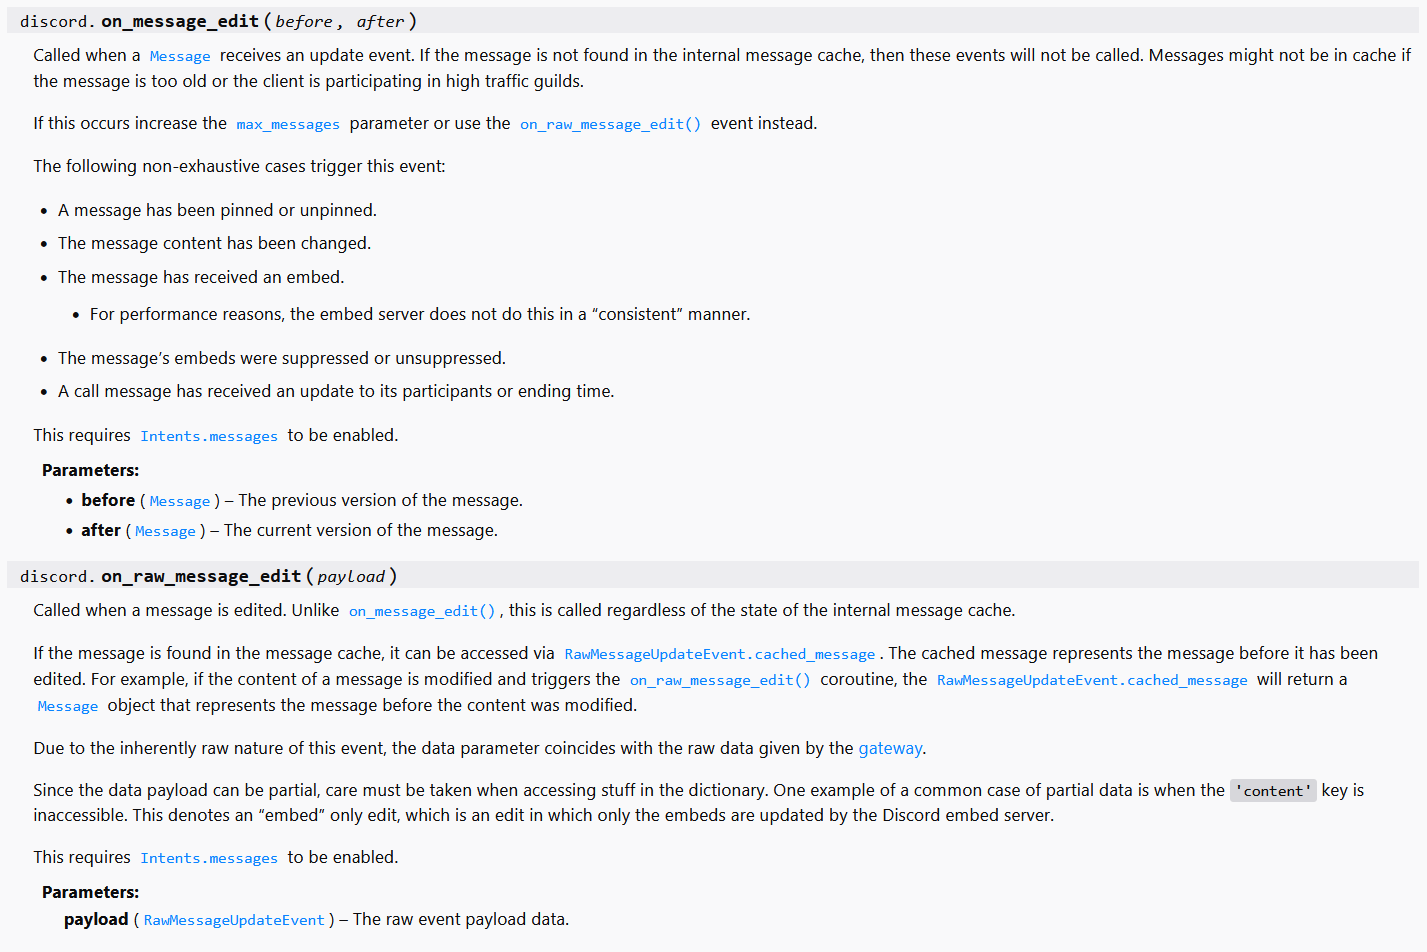 discord.on_message_edit(before, after)
Called when a Message receives an update event. If the message is not found in the internal message cache, then these events will not be called. Messages might not be in cache if
the message is too old or the client is participating in high traffic guilds.
If this occurs increase the max_messages parameter or use the on_raw_message_edit() event instead.
The following non-exhaustive cases trigger this event:
• A message has been pinned or unpinned.
• The message content has been changed.
• The message has received an embed.
• For performance reasons, the embed server does not do this in a “consistent” manner.
• The message’s embeds were suppressed or unsuppressed.
• A call message has received an update to its participants or ending time.
This requires Intents.messages to be enabled.
Parameters:
• before (Message) – The previous version of the message.
• after (Message) – The current version of the message.
discord.on_raw_message_edit(payload)
Called when a message is edited. Unlike on_message_edit(), this is called regardless of the state of the internal message cache.
If the message is found in the message cache, it can be accessed via RawMessageUpdateEvent.cached_message. The cached message represents the message before it has been
edited. For example, if the content of a message is modified and triggers the on_raw_message_edit() coroutine, the RawMessageUpdateEvent.cached_message will return a
Message object that represents the message before the content was modified.
Due to the inherently raw nature of this event, the data parameter coincides with the raw data given by the gateway.
Since the data payload can be partial, care must be taken when accessing stuff in the dictionary. One example of a common case of partial data is when the 'content' key is
inaccessible. This denotes an “embed” only edit, which is an edit in which only the embeds are updated by the Discord embed server.
This requires Intents.messages to be enabled.
Parameters:
payload (RawMessageUpdateEvent) – The raw event payload data.